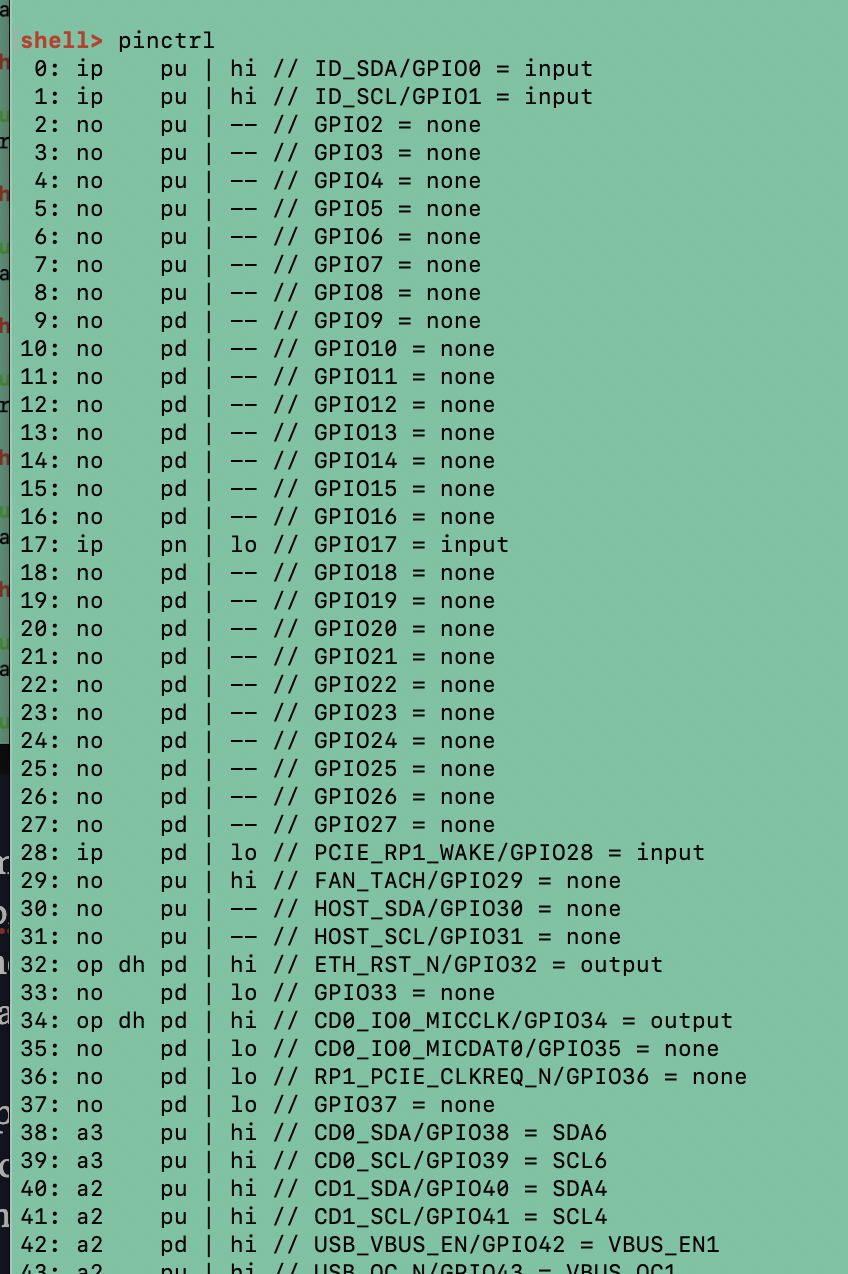 shell> pinctrl
0: ip    pu | hi // ID_SDA/GPIO0 = input
1: ip    pu | hi // ID_SCL/GPIO1 = input
2: no    pu | -- // GPIO2 = none
3: no    pu | -- // GPIO3 = none
4: no    pu | -- // GPIO4 = none
5: no    pu | -- // GPIO5 = none
6: no    pu | -- // GPIO6 = none
7: no    pu | -- // GPIO7 = none
8: no    pu | -- // GPIO8 = none
9: no    pd | -- // GPIO9 = none
10: no    pd | -- // GPIO10 = none
11: no    pd | -- // GPIO11 = none
12: no    pd | -- // GPIO12 = none
13: no    pd | -- // GPIO13 = none
14: no    pd | -- // GPIO14 = none
15: no    pd | -- // GPIO15 = none
16: no    pd | -- // GPIO16 = none
17: ip    pn | lo // GPIO17 = input
18: no    pd | -- // GPIO18 = none
19: no    pd | -- // GPIO19 = none
20: no    pd | -- // GPIO20 = none
21: no    pd | -- // GPIO21 = none
22: no    pd | -- // GPIO22 = none
23: no    pd | -- // GPIO23 = none
24: no    pd | -- // GPIO24 = none
25: no    pd | -- // GPIO25 = none
26: no    pd | -- // GPIO26 = none
27: no    pd | -- // GPIO27 = none
28: ip    pd | lo // PCIE_RP1_WAKE/GPIO28 = input
29: no    pu | hi // FAN_TACH/GPIO29 = none
30: no    pu | -- // HOST_SDA/GPIO30 = none
31: no    pu | -- // HOST_SCL/GPIO31 = none
32: op dh pd | hi // ETH_RST_N/GPIO32 = output
33: no    pd | lo // GPIO33 = none
34: op dh pd | hi // CD0_IO0_MICCLK/GPIO34 = output
35: no    pd | lo // CD0_IO0_MICDAT0/GPIO35 = none
36: no    pd | lo // RP1_PCIE_CLKREQ_N/GPIO36 = none
37: no    pd | lo // GPIO37 = none
38: a3    pu | hi // CD0_SDA/GPIO38 = SDA6
39: a3    pu | hi // CD0_SCL/GPIO39 = SCL6
40: a2    pu | hi // CD1_SDA/GPIO40 = SDA4
41: a2    pu | hi // CD1_SCL/GPIO41 = SCL4
42: a2    pd | hi // USB_VBUS_EN/GPIO42 = VBUS_EN1
43: a2    pu | hi // USB_OC_N/GPIO43 = VBUS_OC1